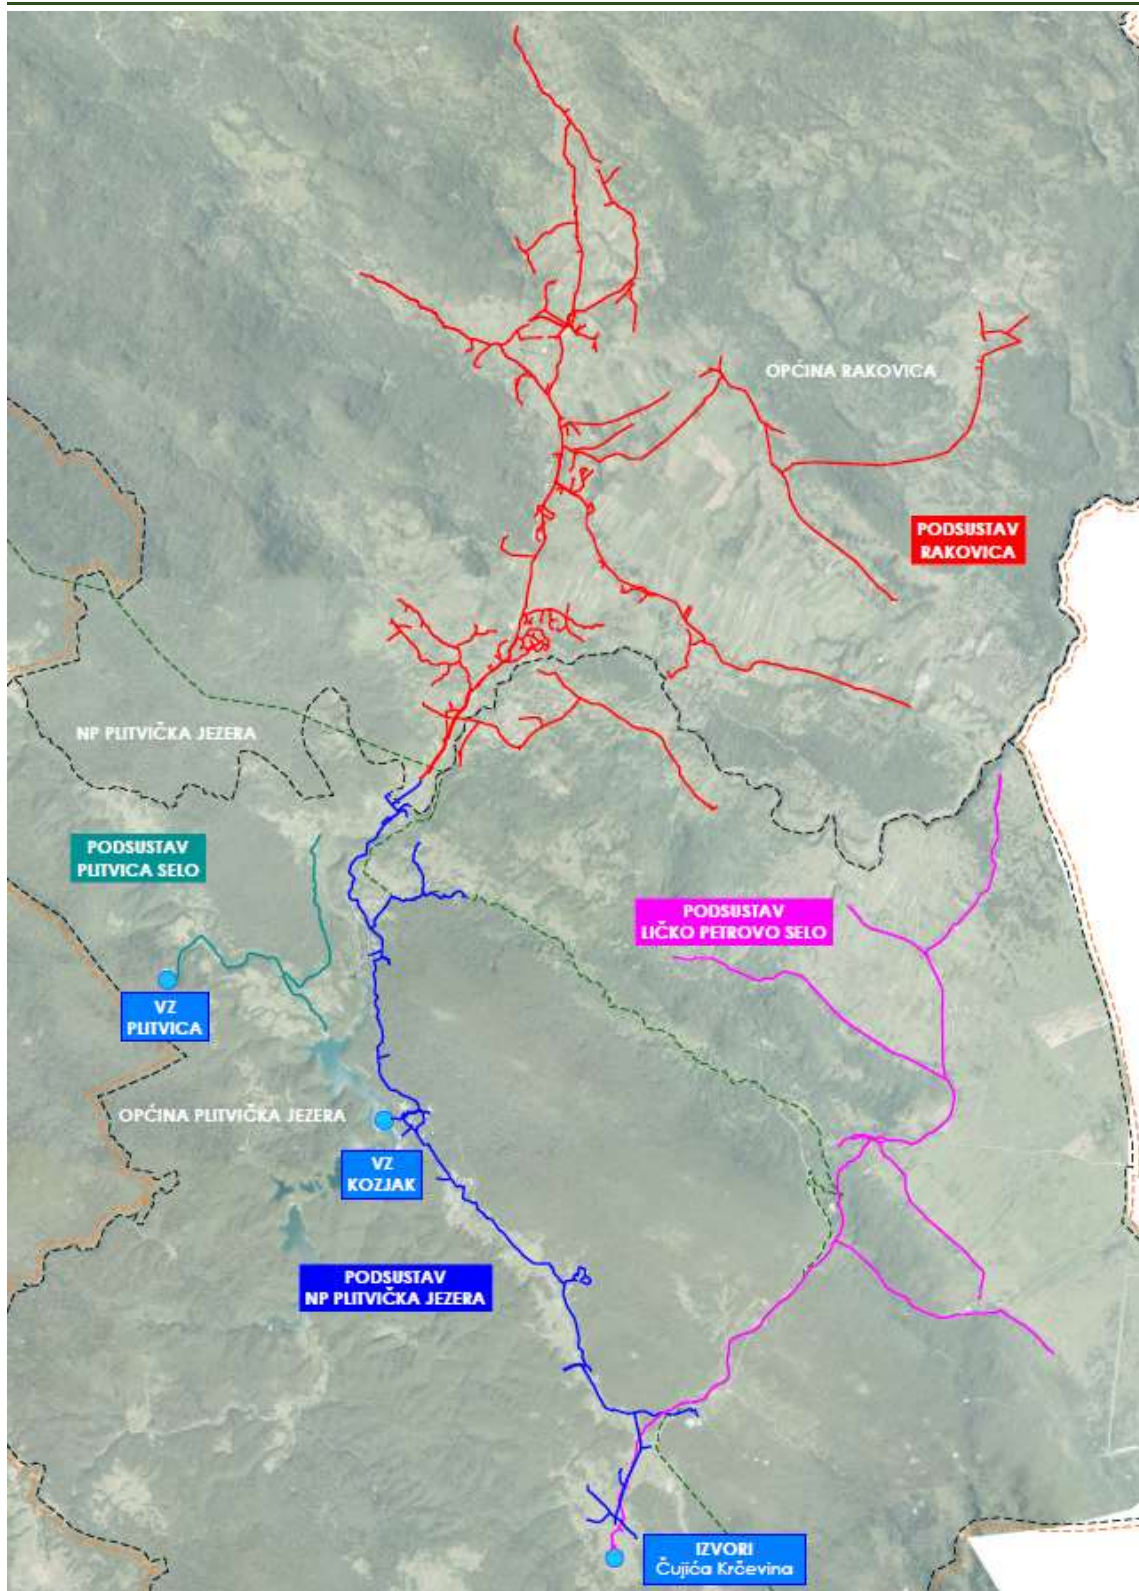 OPĆINA RAKOVICA
PODSUSTAV
RAKOVICA
NP PLITVIČKA JEZERA
PODSUSTAV
PLITVICA SELO
PODSUSTAV
LIČKO PETROVO SELO
VZ
PLITVICA
OPĆINA PLITVIČKA JEZERA
VZ
KOZJAK
PODSUSTAV
NP PLITVIČKA JEZERA
IZVORI
Čujića Krčevina